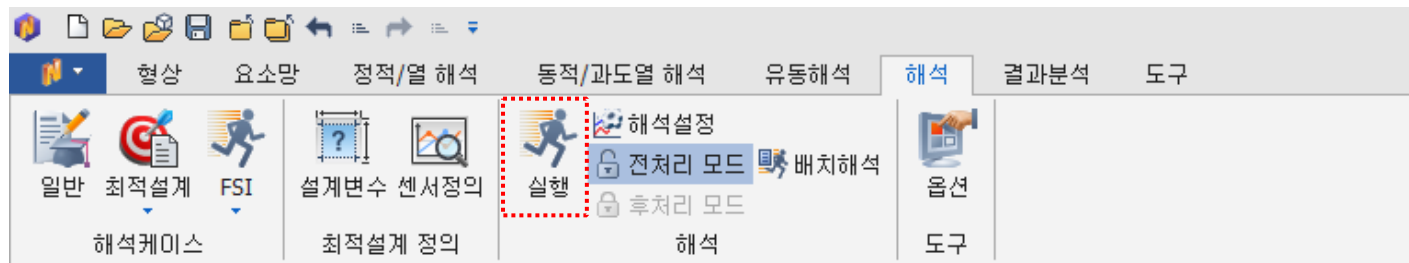 형상 요소망 정적/열 해석 동적/과도열 해석 유동해석 해석 결과분석 도구
일반 최적설계 FSI 설계변수 센서정의 실행 해석설정 옵션
전처리 모드 배치해석
후처리 모드
해석케이스 최적설계 정의 해석 도구